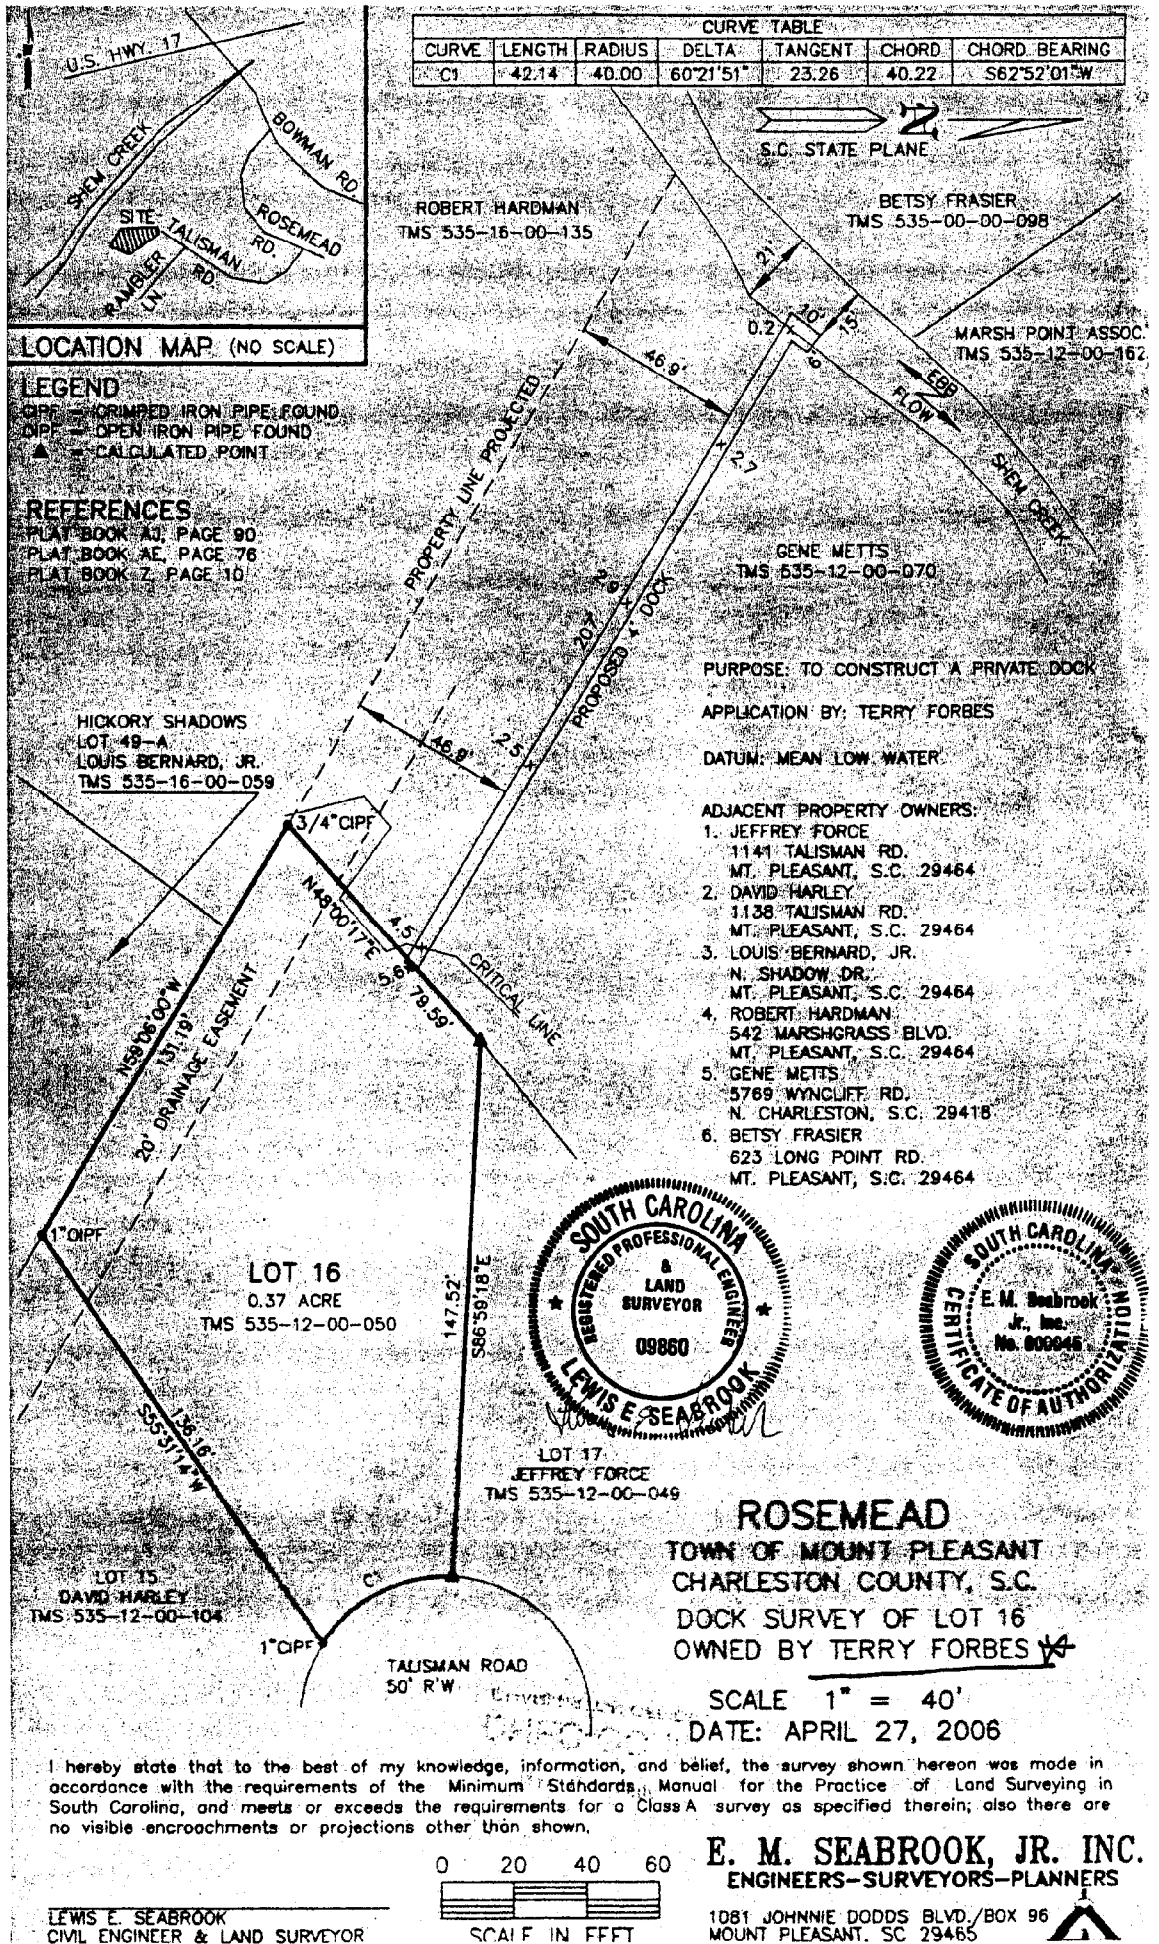 CURVE TABLE
CURVE LENGTH RADIUS DELTA TANGENT CHORD CHORD BEARING
C1 42.14 40.00 60°21'51" 23.26 40.22 S62°52'01"W
U.S. HWY. 17
SHEM CREEK
BOWMAN RD.
SITE
TALISMAN RD.
ROSEMEAD RD.
RAMBLER LN.
LOCATION MAP (NO SCALE)
N
S.C. STATE PLANE
ROBERT HARDMAN
TMS 535-16-00-135
BETSY FRASIER
TMS 535-00-00-098
MARSH POINT ASSOC.
TMS 535-12-00-162
LEGEND
CIPF = CRIMPED IRON PIPE FOUND
OIPF = OPEN IRON PIPE FOUND
▲ = CALCULATED POINT
REFERENCES
PLAT BOOK AJ, PAGE 90
PLAT BOOK AE, PAGE 76
PLAT BOOK Z, PAGE 10
21'
0.2
10'
15'
46.9'
2.7
EBB
FLOW
SHEM CREEK
PROPERTY LINE PROJECTED
GENE METTS
TMS 535-12-00-070
207'
PROPOSED 4' DOCK
46.9'
2.5
HICKORY SHADOWS
LOT 49-A
LOUIS BERNARD, JR.
TMS 535-16-00-059
PURPOSE: TO CONSTRUCT A PRIVATE DOCK
APPLICATION BY: TERRY FORBES
DATUM: MEAN LOW WATER
ADJACENT PROPERTY OWNERS:
1. JEFFREY FORCE
1141 TALISMAN RD.
MT. PLEASANT, S.C. 29464
2. DAVID HARLEY
1138 TALISMAN RD.
MT. PLEASANT, S.C. 29464
3. LOUIS BERNARD, JR.
N. SHADOW DR.
MT. PLEASANT, S.C. 29464
4. ROBERT HARDMAN
542 MARSHGRASS BLVD.
MT. PLEASANT, S.C. 29464
5. GENE METTS
5769 WYNCLIFF RD.
N. CHARLESTON, S.C. 29418
6. BETSY FRASIER
623 LONG POINT RD.
MT. PLEASANT, S.C. 29464
3/4"CIPF
N48°00'17"E
79.59'
4.5
5.6
CRITICAL LINE
N59°06'00"W
131.19'
20' DRAINAGE EASEMENT
1"OIPF
LOT 16
0.37 ACRE
TMS 535-12-00-050
147.52'
S86°59'18"E
136.16'
S55°31'14"W
SOUTH CAROLINA
REGISTERED PROFESSIONAL ENGINEER
&
LAND
SURVEYOR
09860
LEWIS E. SEABROOK
SOUTH CAROLINA
E. M. Seabrook
Jr., Inc.
CERTIFICATE OF AUTHORIZATION
LOT 17
JEFFREY FORCE
TMS 535-12-00-049
LOT 15
DAVID HARLEY
TMS 535-12-00-104
C1
1"CIPF
TALISMAN ROAD
50' R'W
ROSEMEAD
TOWN OF MOUNT PLEASANT
CHARLESTON COUNTY, S.C.
DOCK SURVEY OF LOT 16
OWNED BY TERRY FORBES
SCALE 1" = 40'
DATE: APRIL 27, 2006
I hereby state that to the best of my knowledge, information, and belief, the survey shown hereon was made in
accordance with the requirements of the Minimum Standards Manual for the Practice of Land Surveying in
South Carolina, and meets or exceeds the requirements for a Class A survey as specified therein; also there are
no visible encroachments or projections other than shown.
0 20 40 60
SCALE IN FEET
E. M. SEABROOK, JR. INC.
ENGINEERS-SURVEYORS-PLANNERS
1081 JOHNNIE DODDS BLVD./BOX 96
MOUNT PLEASANT, SC 29465
LEWIS E. SEABROOK
CIVIL ENGINEER & LAND SURVEYOR